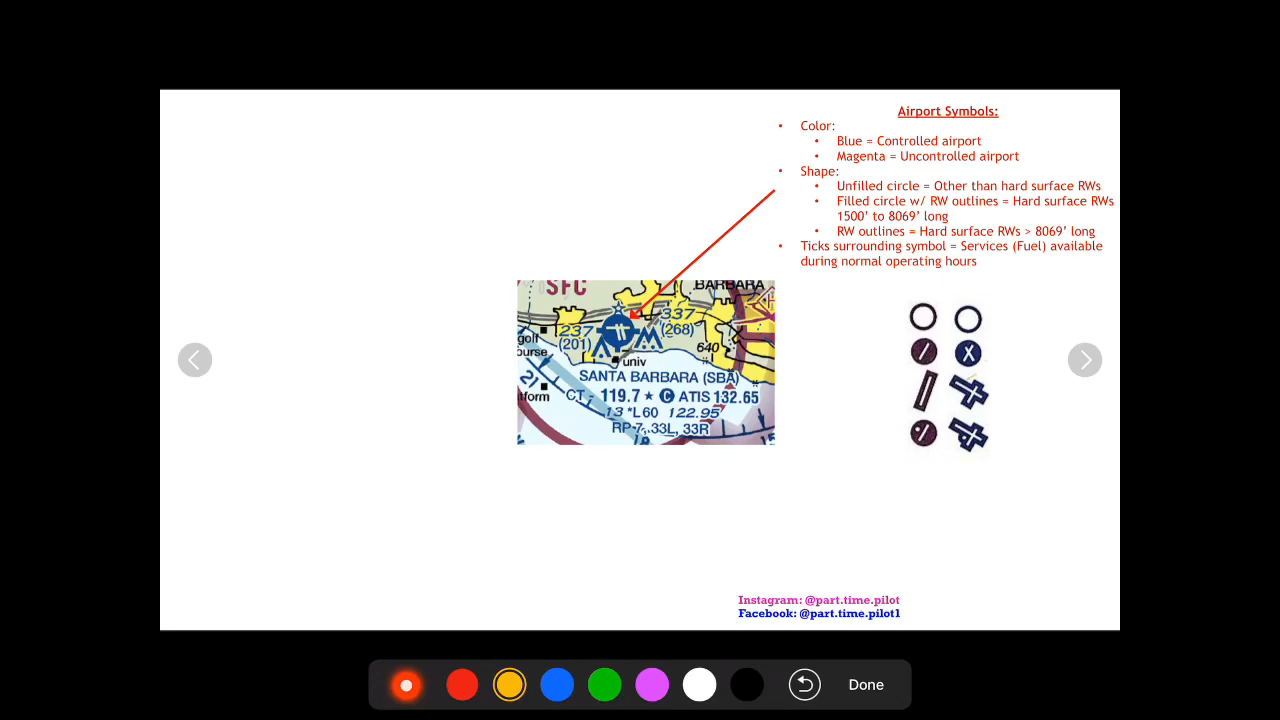 Airport Symbols:
• Color:
• Blue = Controlled airport
• Magenta = Uncontrolled airport
• Shape:
• Unfilled circle = Other than hard surface RWs
• Filled circle w/ RW outlines = Hard surface RWs
1500' to 8069' long
• RW outlines = Hard surface RWs > 8069' long
• Ticks surrounding symbol = Services (Fuel) available
during normal operating hours
SFC
BARBARA
237
(201)
337
(268)
golf
640
univ
SANTA BARBARA (SBA)
21
CT - 119.7 ★ C ATIS 132.65
13 *L60 122.95
RP 7, 33L, 33R
Instagram: @part.time.pilot
Facebook: @part.time.pilot1
Done